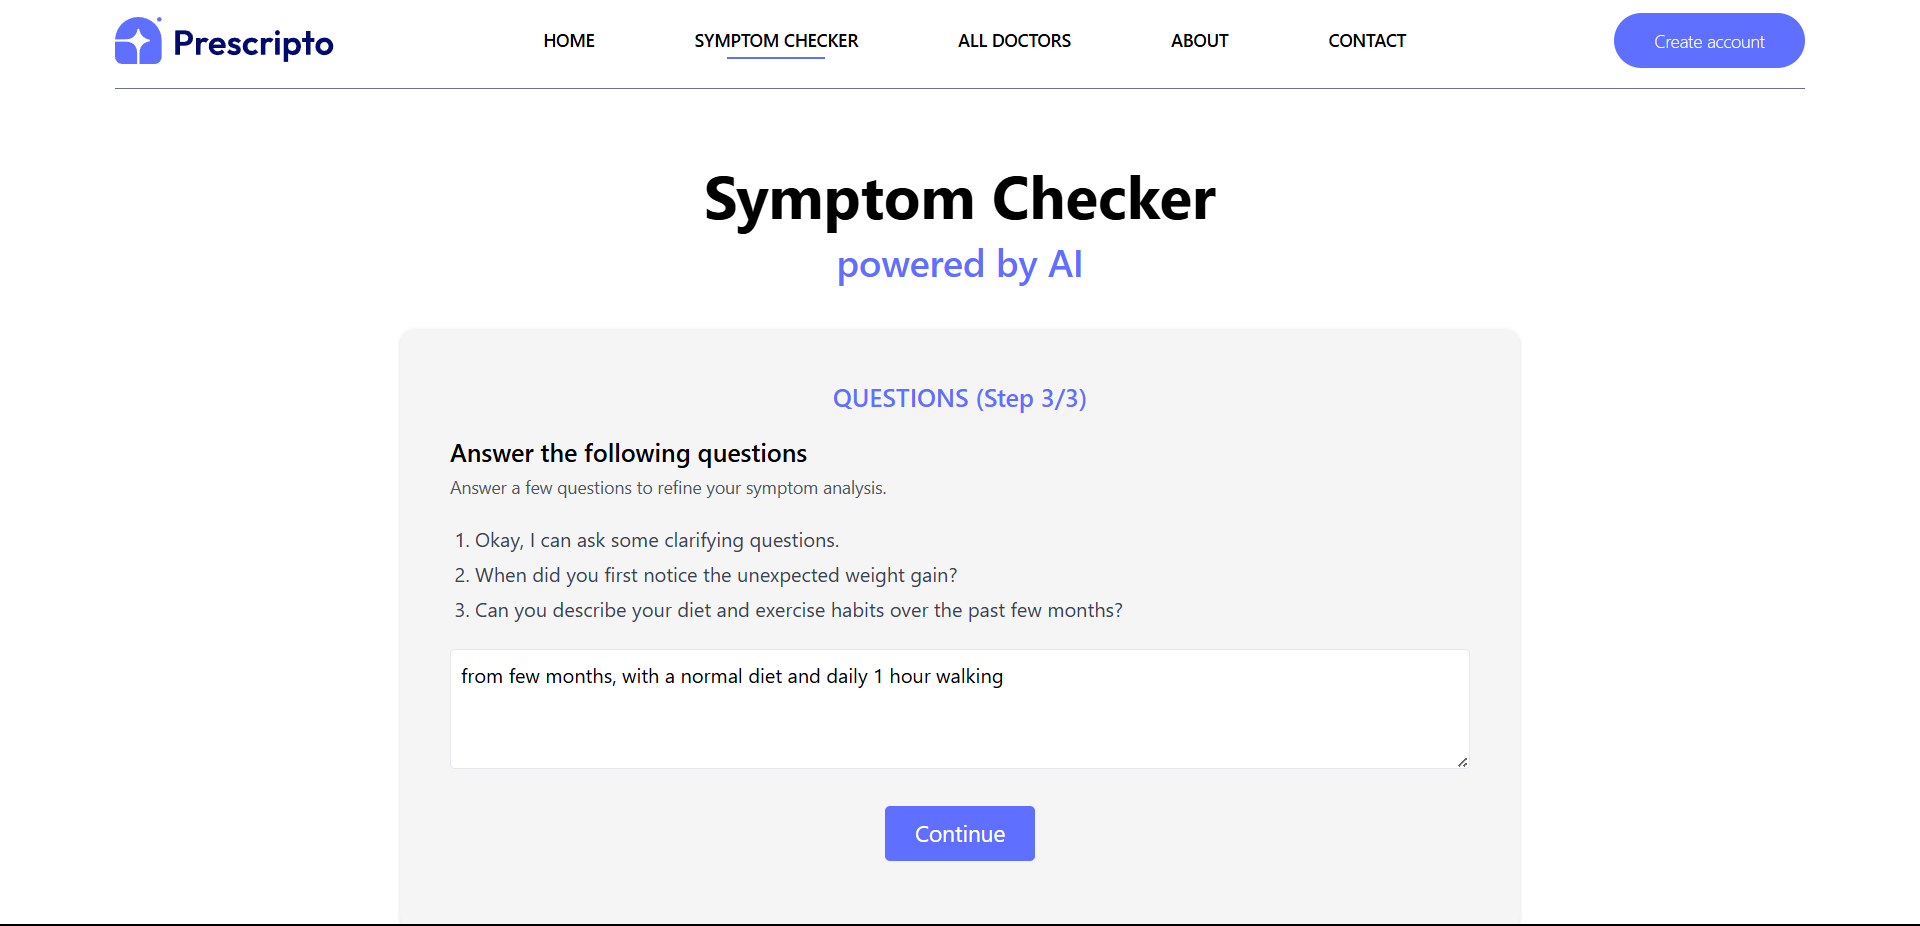 Prescripto
HOME
SYMPTOM CHECKER
ALL DOCTORS
ABOUT
CONTACT
Create account
Symptom Checker
powered by AI
QUESTIONS (Step 3/3)
Answer the following questions
Answer a few questions to refine your symptom analysis.
1. Okay, I can ask some clarifying questions.
2. When did you first notice the unexpected weight gain?
3. Can you describe your diet and exercise habits over the past few months?
from few months, with a normal diet and daily 1 hour walking
Continue